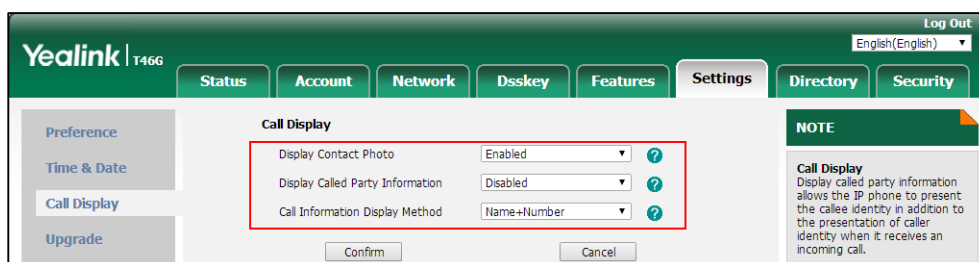 Log Out
Yealink | T46G
English(English)
Status Account Network Dsskey Features Settings Directory Security
Preference
Time & Date
Call Display
Upgrade
Call Display
Display Contact Photo Enabled
Display Called Party Information Disabled
Call Information Display Method Name+Number
Confirm Cancel
NOTE
Call Display
Display called party information
allows the IP phone to present
the callee identity in addition to
the presentation of caller
identity when it receives an
incoming call.